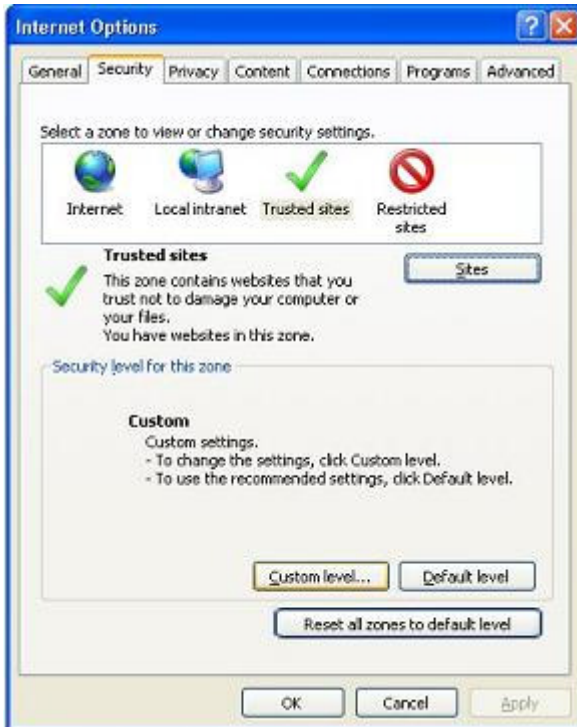 Internet Options
General Security Privacy Content Connections Programs Advanced
Select a zone to view or change security settings.
Internet Local intranet Trusted sites Restricted
sites
Trusted sites
Sites
This zone contains websites that you
trust not to damage your computer or
your files.
You have websites in this zone.
Security level for this zone
Custom
Custom settings.
- To change the settings, click Custom level.
- To use the recommended settings, click Default level.
Custom level... Default level
Reset all zones to default level
OK Cancel Apply